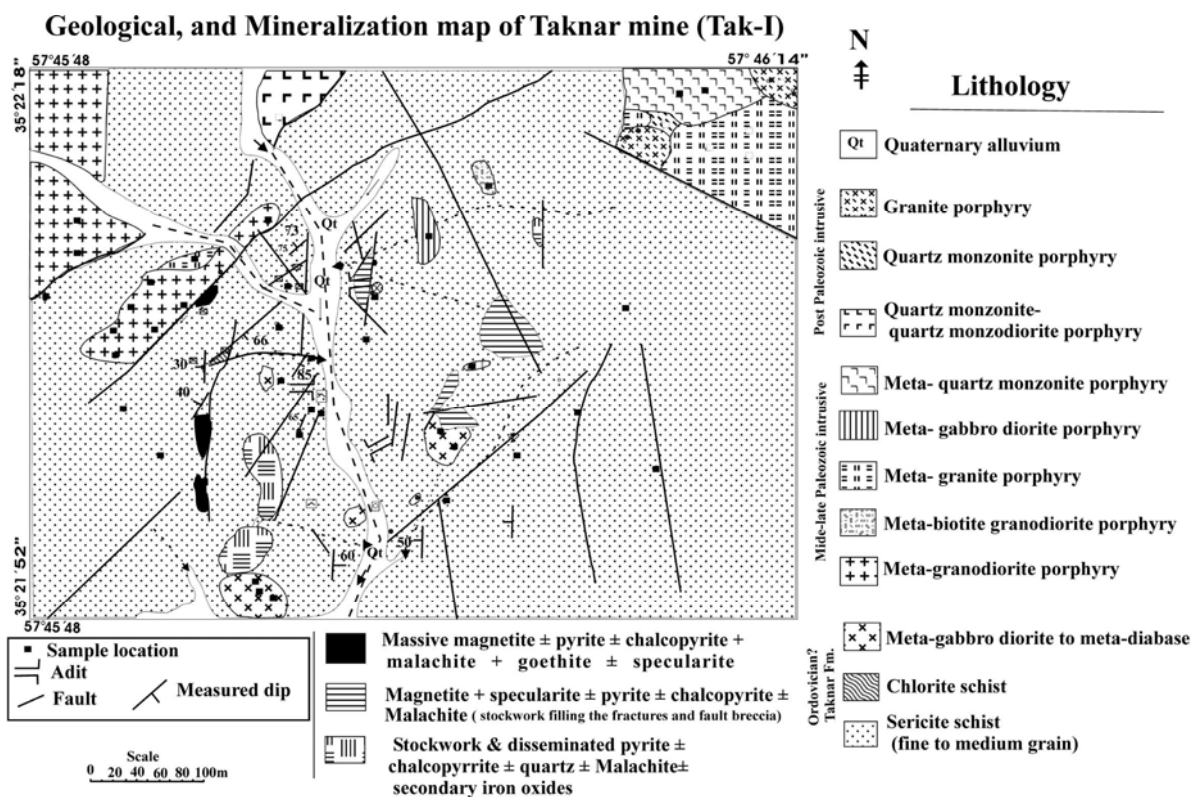 Geological, and Mineralization map of Taknar mine (Tak-I)
57°45´48
57° 46´14"
35°22´18"
Qt
73
75
Qt
66
30
85
40
65
50
60
Qt
35°21´52"
57°45´48
N
Lithology
Qt Quaternary alluvium
Granite porphyry
Quartz monzonite porphyry
Quartz monzonite-
quartz monzodiorite porphyry
Post Paleozoic intrusive
Meta- quartz monzonite porphyry
Meta- gabbro diorite porphyry
Meta- granite porphyry
Meta-biotite granodiorite porphyry
Meta-granodiorite porphyry
Mide-late Paleozoic intrusive
Meta-gabbro diorite to meta-diabase
Chlorite schist
Sericite schist
(fine to medium grain)
Ordovician?
Taknar Fm.
Sample location
Adit
Fault
Measured dip
Scale
0 20 40 60 80 100m
Massive magnetite ± pyrite ± chalcopyrite +
malachite + goethite ± specularite
Magnetite + specularite ± pyrite ± chalcopyrite ±
Malachite ( stockwork filling the fractures and fault breccia)
Stockwork & disseminated pyrite ±
chalcopyrrite ± quartz ± Malachite±
secondary iron oxides